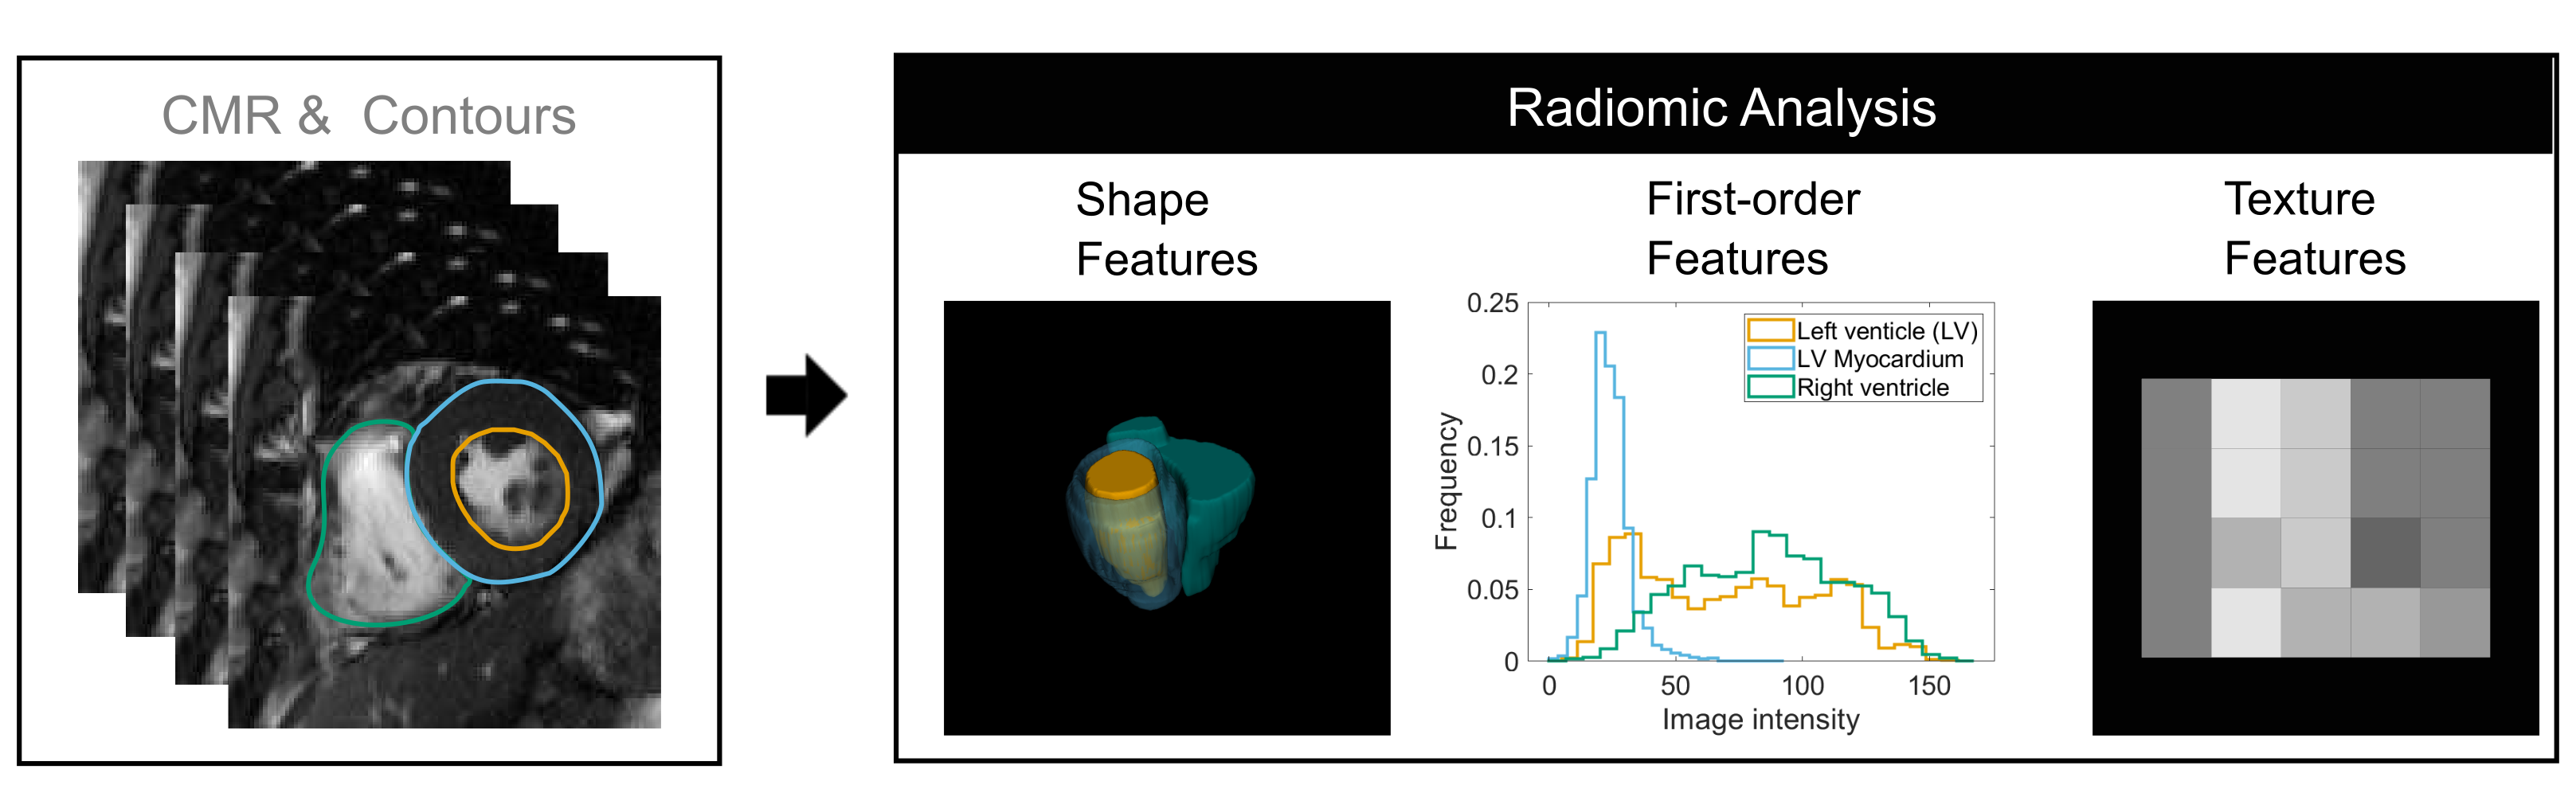 CMR & Contours
Radiomic Analysis
Shape
Features
First-order
Features
Texture
Features
0.25
0.2
0.15
0.1
0.05
0
Frequency
Left venticle (LV)
LV Myocardium
Right ventricle
0 50 100 150
Image intensity